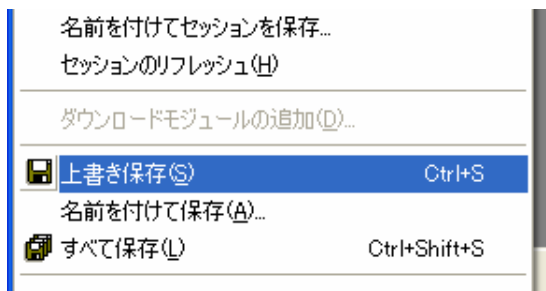 名前を付けてセッションを保存...
セッションのリフレッシュ(H)
ダウンロードモジュールの追加(D)...
上書き保存(S) Ctrl+S
名前を付けて保存(A)...
すべて保存(L) Ctrl+Shift+S